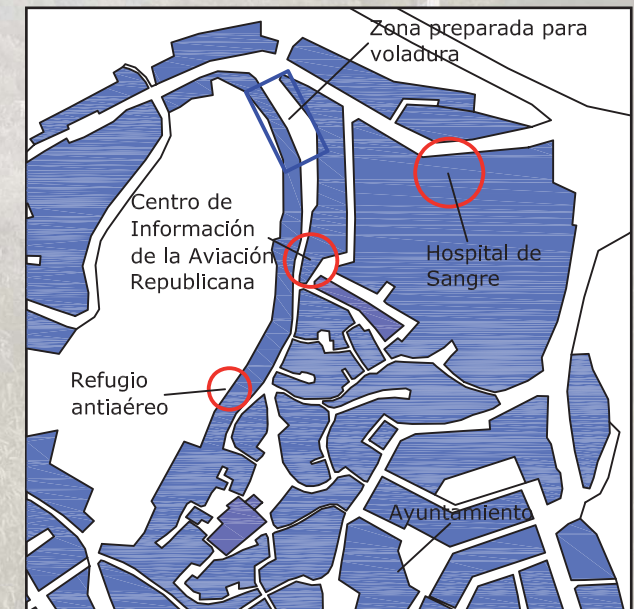 Zona preparada para
voladura
Centro de
Información
de la Aviación
Republicana
Hospital de
Sangre
Refugio
antiaéreo
Ayuntamiento